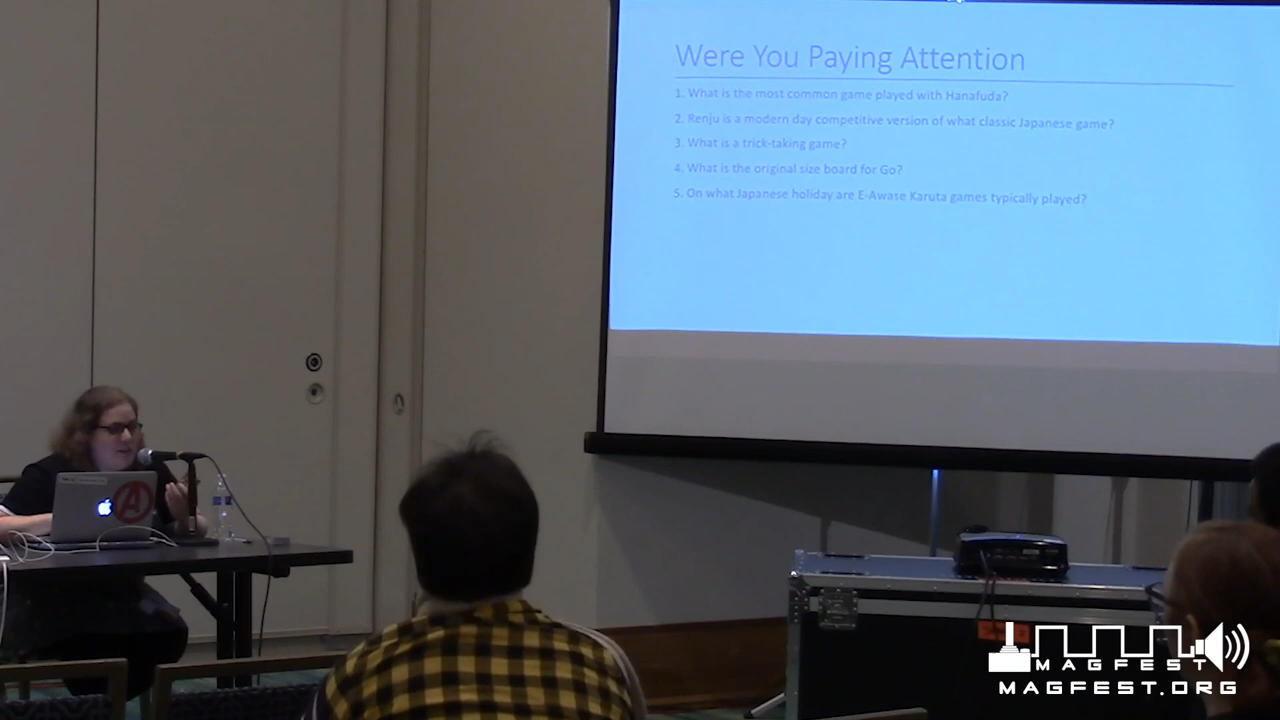 Were You Paying Attention
1. What is the most common game played with Hanafuda?
2. Renju is a modern day competitive version of what classic Japanese game?
3. What is a trick-taking game?
4. What is the original size board for Go?
5. On what Japanese holiday are E-Awase Karuta games typically played?
MAGFEST
MAGFEST.ORG